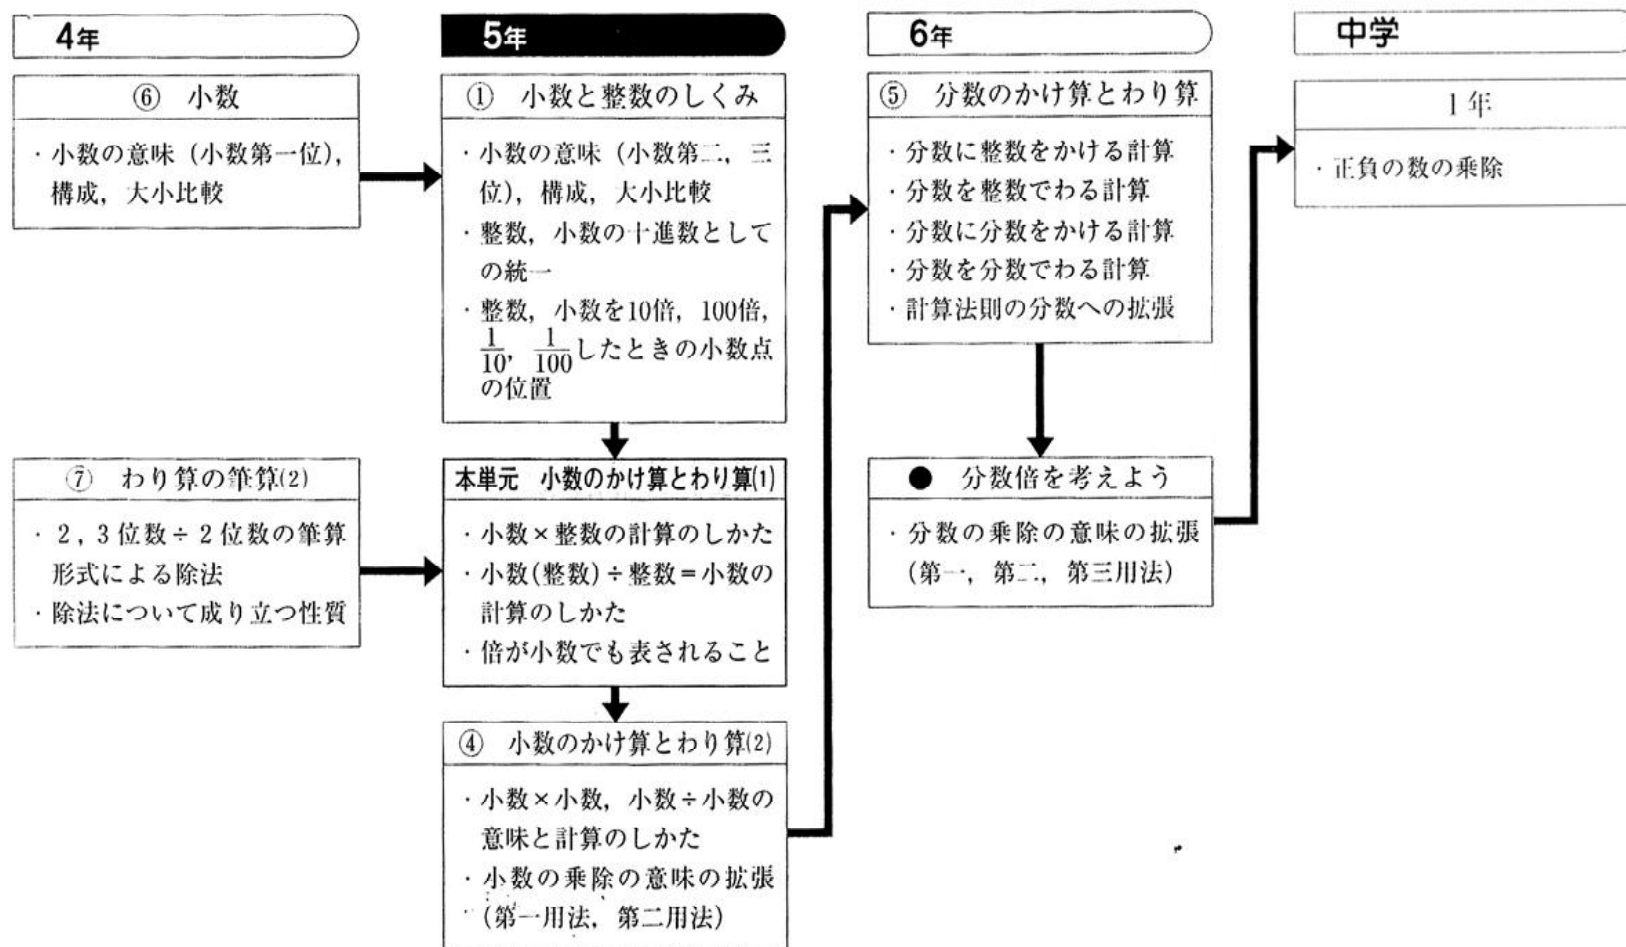 4年
⑥ 小数
・小数の意味（小数第一位），
構成，大小比較
⑦ わり算の筆算(2)
・2，3位数÷2位数の筆算
形式による除法
・除法について成り立つ性質
5年
① 小数と整数のしくみ
・小数の意味（小数第二，三
位），構成，大小比較
・整数，小数の十進数として
の統一
・整数，小数を10倍，100倍，
1/10，1/100したときの小数点
の位置
本単元 小数のかけ算とわり算(1)
・小数×整数の計算のしかた
・小数(整数)÷整数＝小数の
計算のしかた
・倍が小数でも表されること
④ 小数のかけ算とわり算(2)
・小数×小数，小数÷小数の
意味と計算のしかた
・小数の乗除の意味の拡張
（第一用法，第二用法）
6年
⑤ 分数のかけ算とわり算
・分数に整数をかける計算
・分数を整数でわる計算
・分数に分数をかける計算
・分数を分数でわる計算
・計算法則の分数への拡張
● 分数倍を考えよう
・分数の乗除の意味の拡張
（第一，第二，第三用法）
中学
1年
・正負の数の乗除